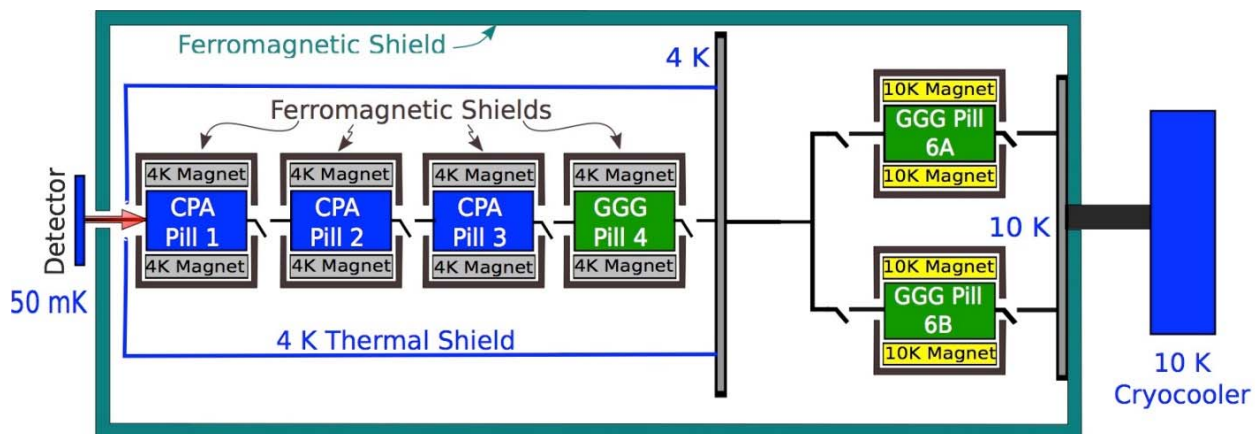 Ferromagnetic Shield
4 K
Ferromagnetic Shields
10K Magnet
GGG Pill
6A
10K Magnet
4K Magnet
4K Magnet
4K Magnet
4K Magnet
CPA
Pill 1
CPA
Pill 2
CPA
Pill 3
GGG
Pill 4
4K Magnet
4K Magnet
4K Magnet
4K Magnet
Detector
50 mK
10 K
10K Magnet
GGG Pill
6B
10K Magnet
4 K Thermal Shield
10 K
Cryocooler